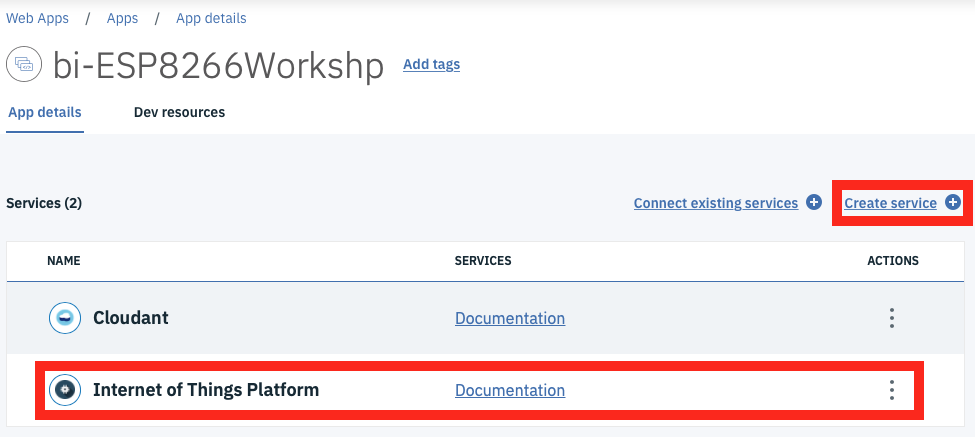 Web Apps / Apps / App details
bi-ESP8266Workshp Add tags
App details Dev resources
Services (2) Connect existing services Create service
NAME SERVICES ACTIONS
Cloudant Documentation
Internet of Things Platform Documentation